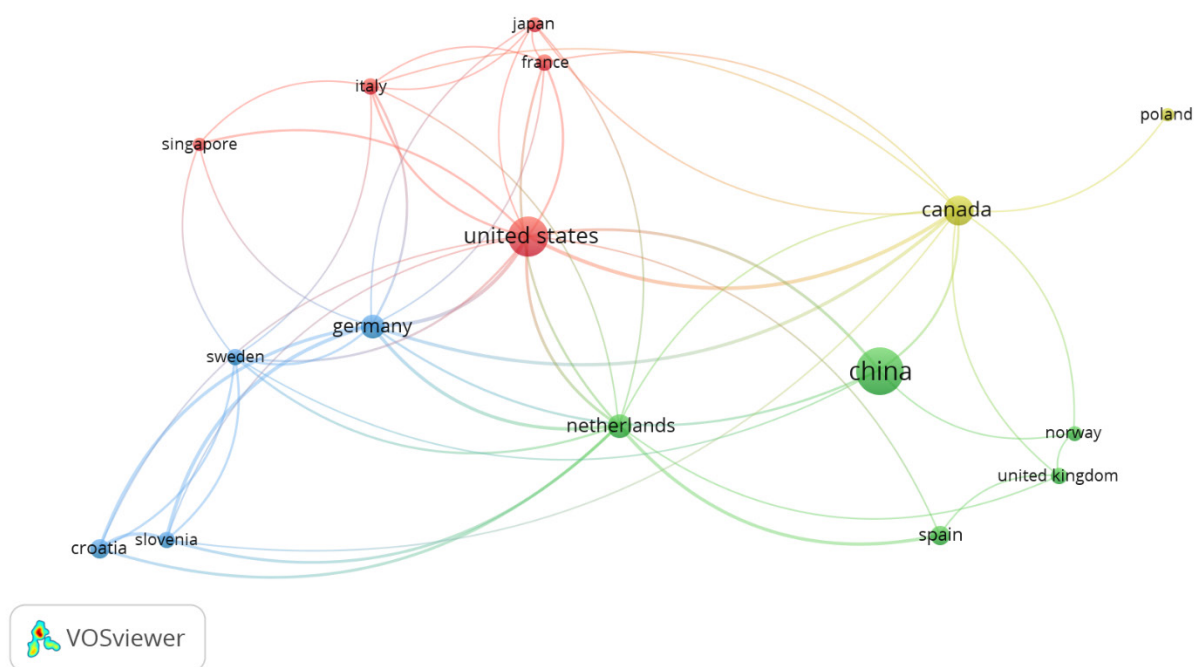 japan
france
italy
poland
singapore
canada
united states
germany
sweden
china
netherlands
norway
united kingdom
spain
slovenia
croatia
VOSviewer